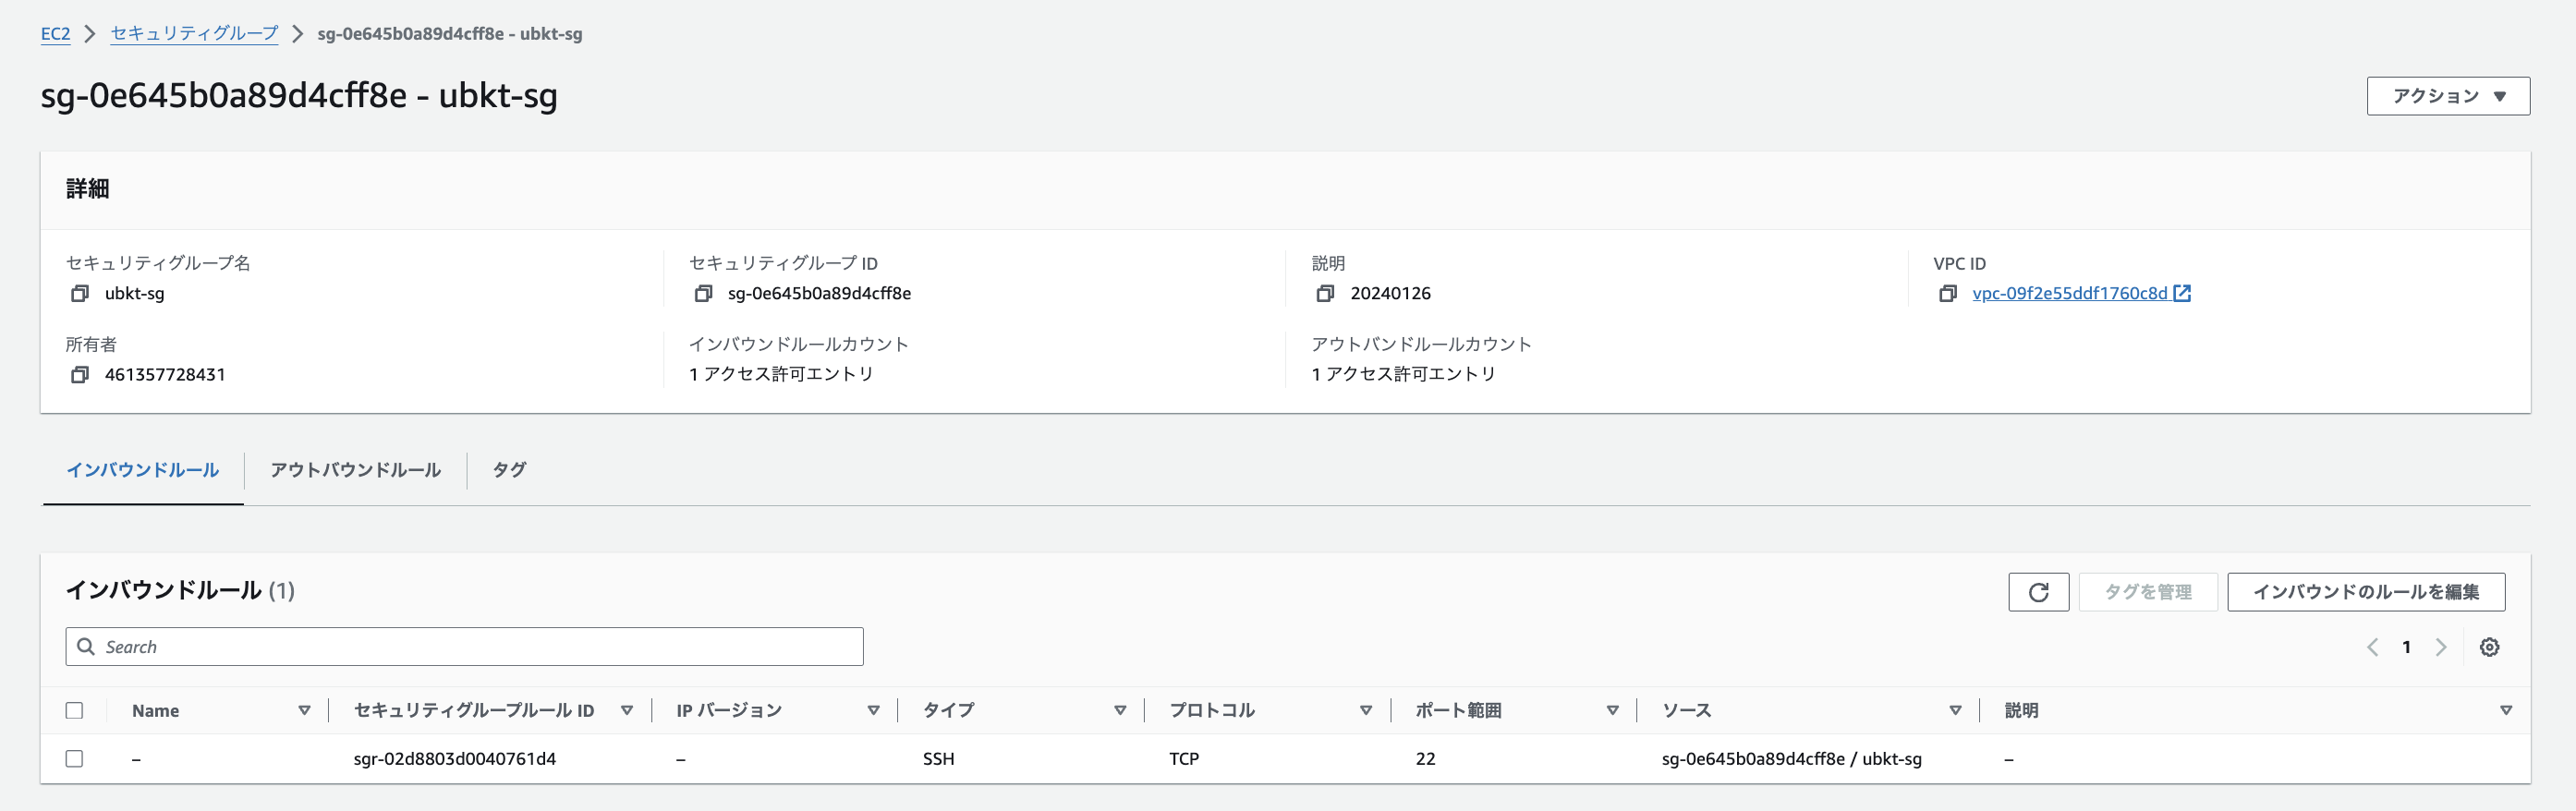 EC2 > セキュリティグループ > sg-0e645b0a89d4cff8e - ubkt-sg
sg-0e645b0a89d4cff8e - ubkt-sg
アクション
詳細
セキュリティグループ名 セキュリティグループ ID 説明 VPC ID
ubkt-sg sg-0e645b0a89d4cff8e 20240126 vpc-09f2e55ddf1760c8d
所有者 インバウンドルールカウント アウトバンドルールカウント
461357728431 1 アクセス許可エントリ 1 アクセス許可エントリ
インバウンドルール アウトバウンドルール タグ
インバウンドルール (1) タグを管理 インバウンドのルールを編集
Search 1
Name セキュリティグループルール ID IP バージョン タイプ プロトコル ポート範囲 ソース 説明
– sgr-02d8803d0040761d4 – SSH TCP 22 sg-0e645b0a89d4cff8e / ubkt-sg –